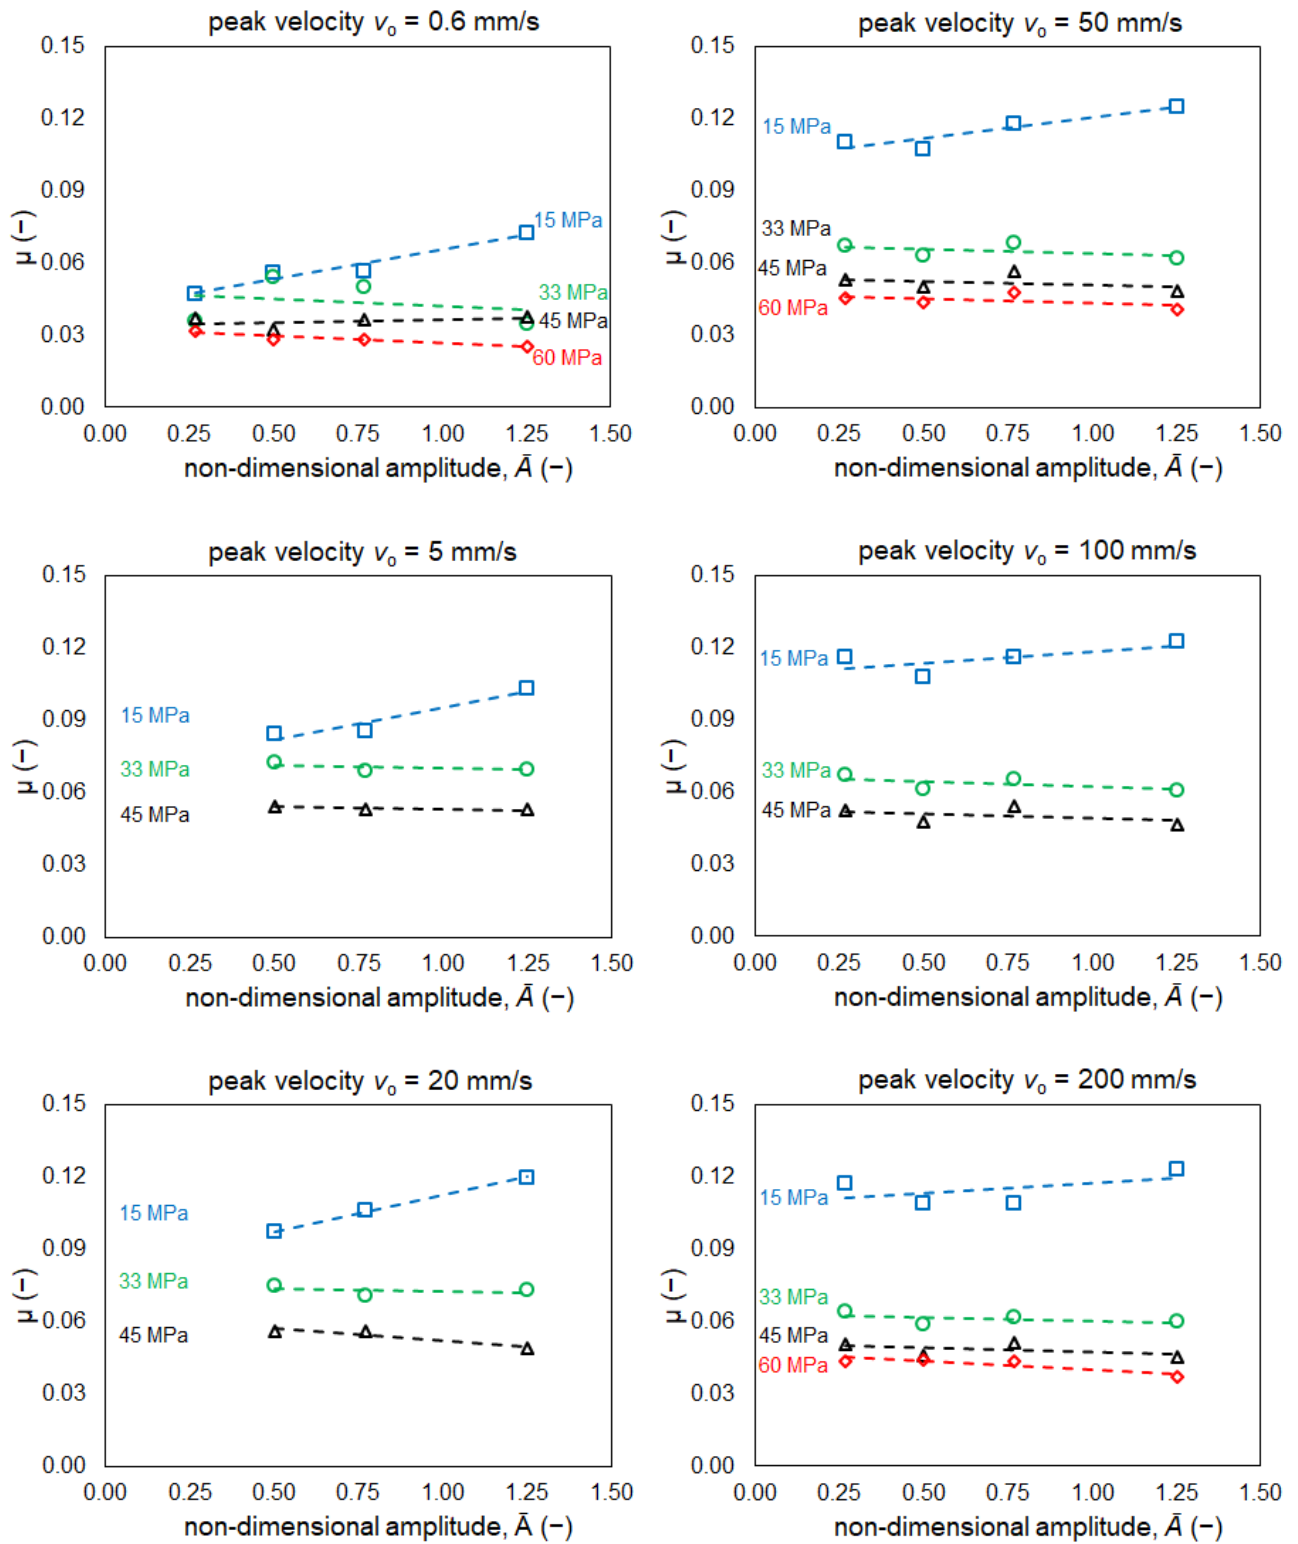 peak velocity vₒ = 0.6 mm/s
0.15
0.12
0.09
0.06
0.03
0.00
µ (−)
15 MPa
33 MPa
45 MPa
60 MPa
0.00 0.25 0.50 0.75 1.00 1.25 1.50
non-dimensional amplitude, Ā (−)
peak velocity vₒ = 50 mm/s
0.15
0.12
0.09
0.06
0.03
0.00
µ (−)
15 MPa
33 MPa
45 MPa
60 MPa
0.00 0.25 0.50 0.75 1.00 1.25 1.50
non-dimensional amplitude, Ā (−)
peak velocity vₒ = 5 mm/s
0.15
0.12
0.09
0.06
0.03
0.00
µ (−)
15 MPa
33 MPa
45 MPa
0.00 0.25 0.50 0.75 1.00 1.25 1.50
non-dimensional amplitude, Ā (−)
peak velocity vₒ = 100 mm/s
0.15
0.12
0.09
0.06
0.03
0.00
µ (−)
15 MPa
33 MPa
45 MPa
0.00 0.25 0.50 0.75 1.00 1.25 1.50
non-dimensional amplitude, Ā (−)
peak velocity vₒ = 20 mm/s
0.15
0.12
0.09
0.06
0.03
0.00
µ (−)
15 MPa
33 MPa
45 MPa
0.00 0.25 0.50 0.75 1.00 1.25 1.50
non-dimensional amplitude, Ā (−)
peak velocity vₒ = 200 mm/s
0.15
0.12
0.09
0.06
0.03
0.00
µ (−)
15 MPa
33 MPa
45 MPa
60 MPa
0.00 0.25 0.50 0.75 1.00 1.25 1.50
non-dimensional amplitude, Ā (−)